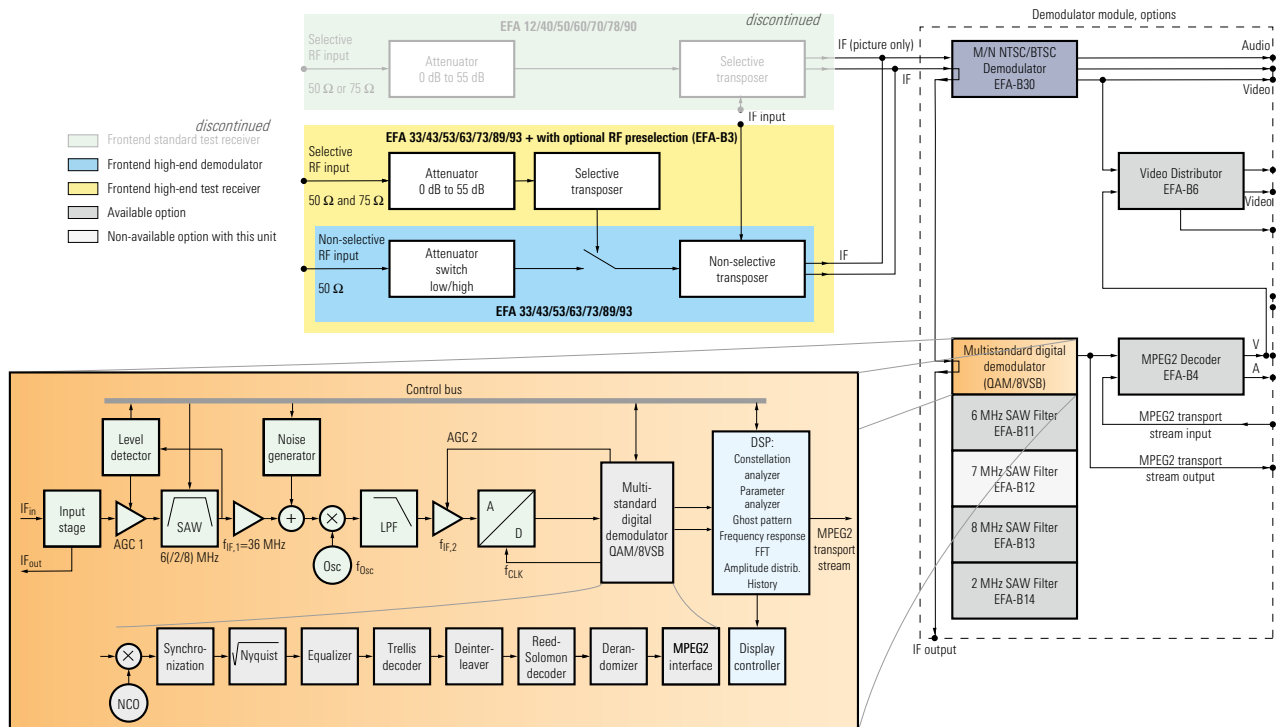 discontinued
EFA 12/40/50/60/70/78/90
Selective
RF input
50 Ω or 75 Ω
Attenuator
0 dB to 55 dB
Selective
transposer
IF (picture only)
IF
IF input
Demodulator module, options
M/N NTSC/BTSC
Demodulator
EFA-B30
Audio
Video
discontinued
Frontend standard test receiver
Frontend high-end demodulator
Frontend high-end test receiver
Available option
Non-available option with this unit
EFA 33/43/53/63/73/89/93 + with optional RF preselection (EFA-B3)
Selective
RF input
50 Ω and 75 Ω
Attenuator
0 dB to 55 dB
Selective
transposer
Non-selective
RF input
50 Ω
Attenuator
switch
low/high
Non-selective
transposer
IF
EFA 33/43/53/63/73/89/93
Video Distributor
EFA-B6
Video
Multistandard digital
demodulator
(QAM/8VSB)
MPEG2 Decoder
EFA-B4
V
A
6 MHz SAW Filter
EFA-B11
MPEG2 transport
stream input
7 MHz SAW Filter
EFA-B12
MPEG2 transport
stream output
8 MHz SAW Filter
EFA-B13
2 MHz SAW Filter
EFA-B14
IF output
Control bus
Level
detector
Noise
generator
AGC 2
IFin
Input
stage
IFout
AGC 1
SAW
6(/2/8) MHz
fIF,1=36 MHz
+
×
Osc
fOsc
LPF
fIF,2
A
D
fCLK
Multi-
standard
digital
demodulator
QAM/8VSB
DSP:
Constellation
analyzer
Parameter
analyzer
Ghost pattern
Frequency response
FFT
Amplitude distrib.
History
MPEG2
transport
stream
×
NCO
Synchro-
nization
√Nyquist
Equalizer
Trellis
decoder
Deinter-
leaver
Reed-
Solomon
decoder
Deran-
domizer
MPEG2
interface
Display
controller